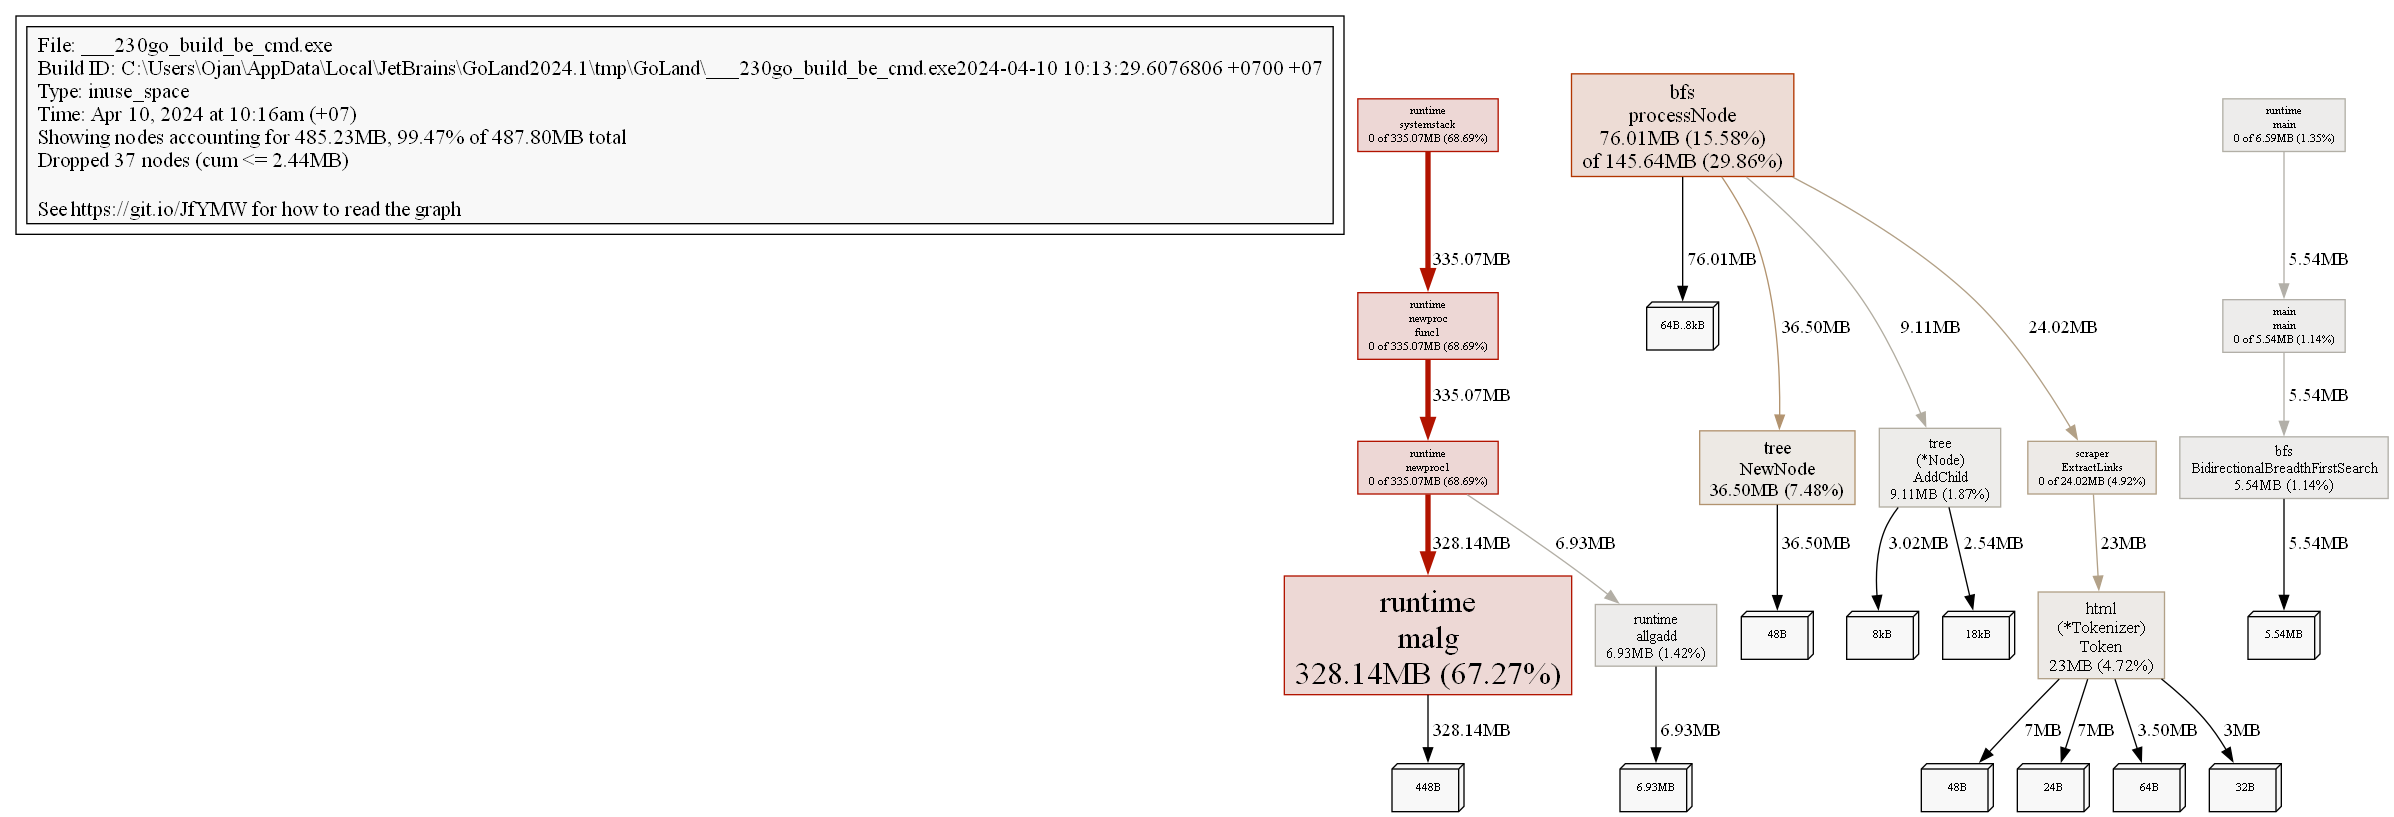 File: ___230go_build_be_cmd.exe
Build ID: C:\Users\Ojan\AppData\Local\JetBrains\GoLand2024.1\tmp\GoLand\___230go_build_be_cmd.exe2024-04-10 10:13:29.6076806 +0700 +07
Type: inuse_space
Time: Apr 10, 2024 at 10:16am (+07)
Showing nodes accounting for 485.23MB, 99.47% of 487.80MB total
Dropped 37 nodes (cum <= 2.44MB)
See https://git.io/JfYMW for how to read the graph
runtime
systemstack
0 of 335.07MB (68.69%)
bfs
processNode
76.01MB (15.58%)
of 145.64MB (29.86%)
runtime
main
0 of 6.59MB (1.35%)
335.07MB
76.01MB
36.50MB
9.11MB
24.02MB
5.54MB
runtime
newproc
func1
0 of 335.07MB (68.69%)
64B..8kB
main
main
0 of 5.54MB (1.14%)
335.07MB
5.54MB
runtime
newproc1
0 of 335.07MB (68.69%)
tree
NewNode
36.50MB (7.48%)
tree
(*Node)
AddChild
9.11MB (1.87%)
scraper
ExtractLinks
0 of 24.02MB (4.92%)
bfs
BidirectionalBreadthFirstSearch
5.54MB (1.14%)
328.14MB
6.93MB
36.50MB
3.02MB
2.54MB
23MB
5.54MB
runtime
malg
328.14MB (67.27%)
runtime
allgadd
6.93MB (1.42%)
48B
8kB
18kB
html
(*Tokenizer)
Token
23MB (4.72%)
5.54MB
328.14MB
6.93MB
7MB
7MB
3.50MB
3MB
448B
6.93MB
48B
24B
64B
32B